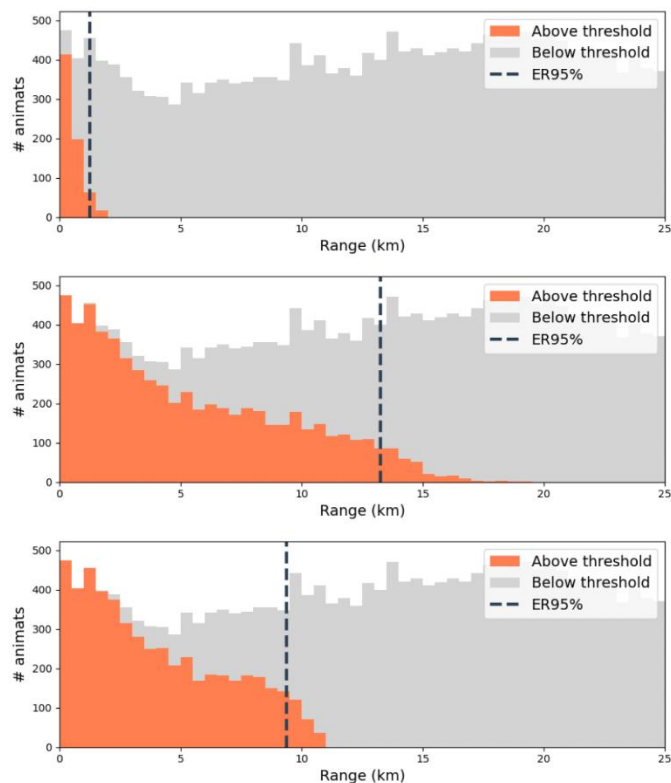 500
400
300
200
100
0
# animats
Above threshold
Below threshold
ER95%
0 5 10 15 20 25
Range (km)
500
400
300
200
100
0
# animats
Above threshold
Below threshold
ER95%
0 5 10 15 20 25
Range (km)
500
400
300
200
100
0
# animats
Above threshold
Below threshold
ER95%
0 5 10 15 20 25
Range (km)